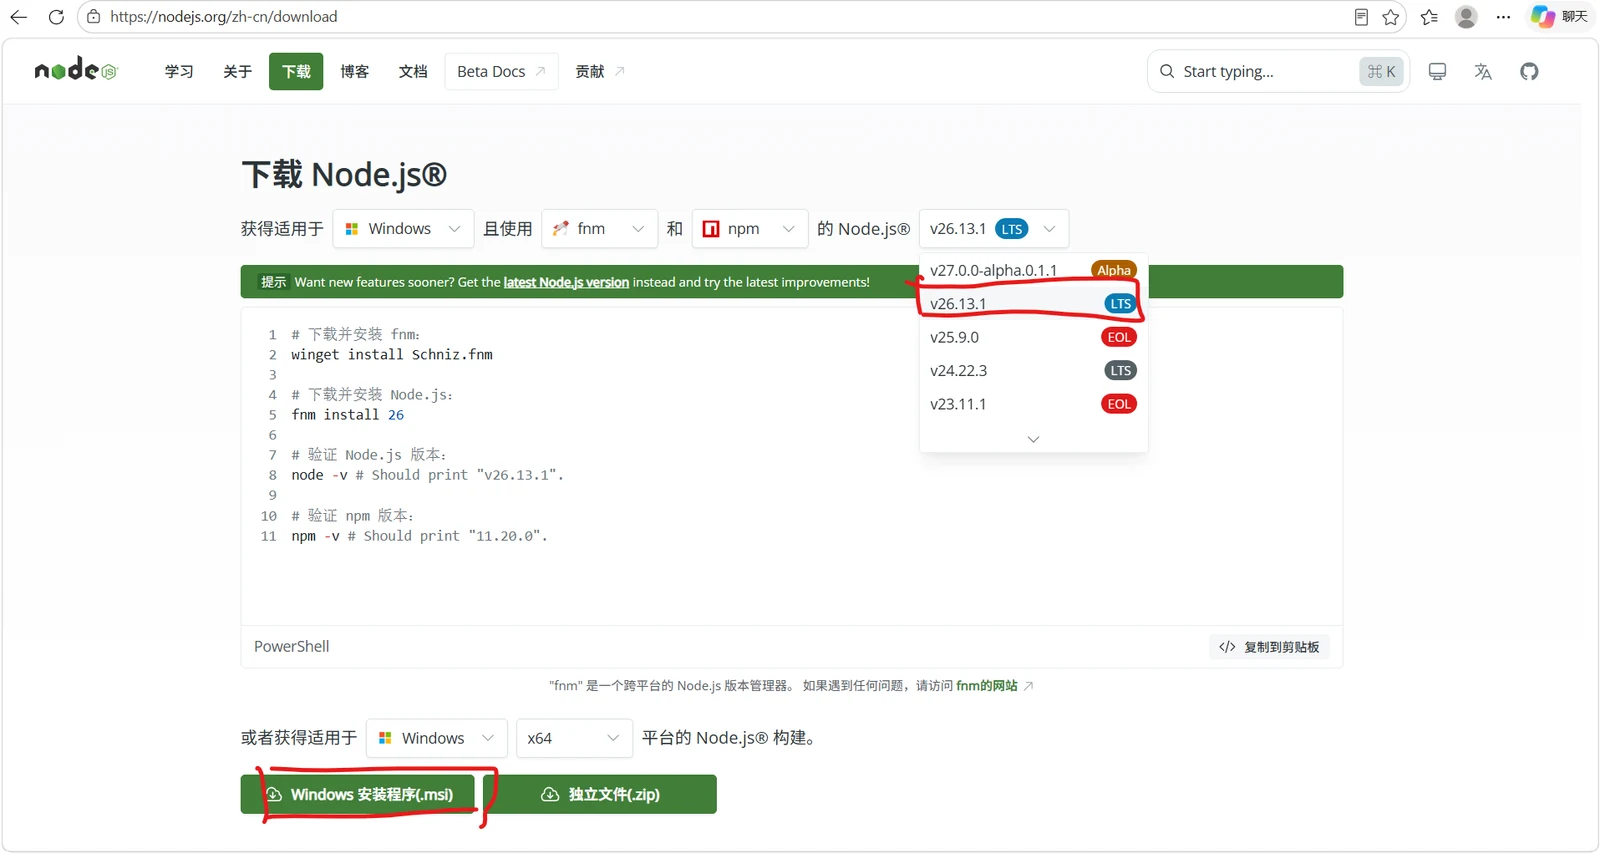 https://nodejs.org/zh-cn/download
聊天
node JS
学习 关于 下载 博客 文档 Beta Docs 贡献
Start typing... ⌘ K
下载 Node.js®
获得适用于 Windows 且使用 fnm 和 npm 的 Node.js® v26.13.1 LTS
v27.0.0-alpha.0.1.1 Alpha
提示 Want new features sooner? Get the latest Node.js version instead and try the latest improvements!
v26.13.1 LTS
v25.9.0 EOL
v24.22.3 LTS
v23.11.1 EOL
1 # 下载并安装 fnm:
2 winget install Schniz.fnm
3
4 # 下载并安装 Node.js:
5 fnm install 26
6
7 # 验证 Node.js 版本:
8 node -v # Should print "v26.13.1".
9
10 # 验证 npm 版本:
11 npm -v # Should print "11.20.0".
PowerShell
</> 复制到剪贴板
"fnm" 是一个跨平台的 Node.js 版本管理器。 如果遇到任何问题，请访问 fnm的网站
或者获得适用于 Windows x64 平台的 Node.js® 构建。
Windows 安装程序(.msi)
独立文件(.zip)